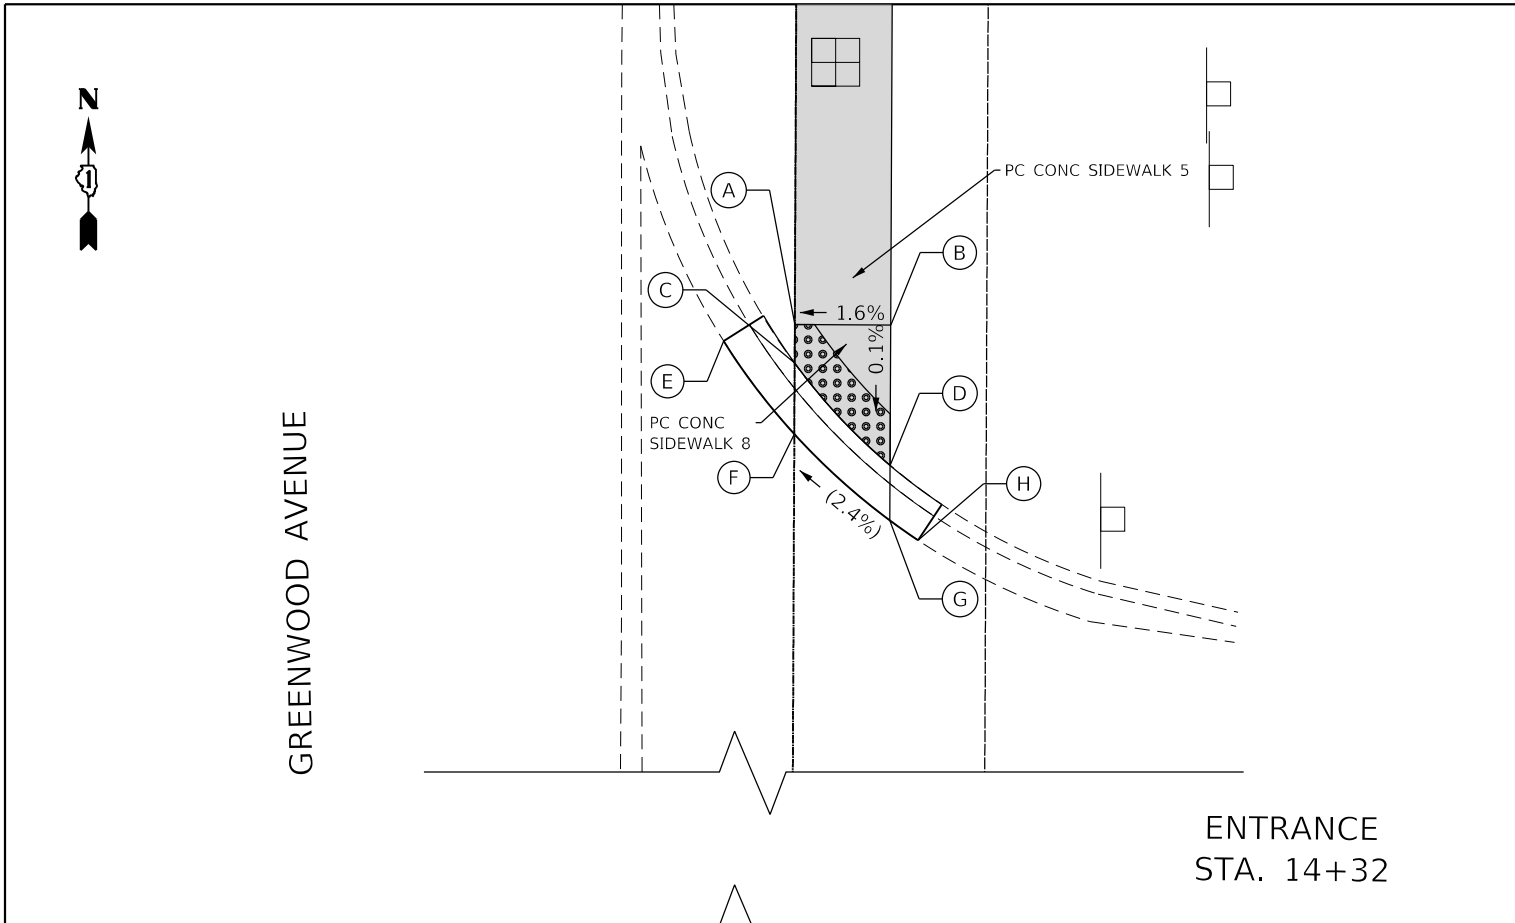 N
1
PC CONC SIDEWALK 5
A
B
C
1.6%
0.1%
E
D
PC CONC
SIDEWALK 8
F
H
(2.4%)
G
GREENWOOD AVENUE
ENTRANCE
STA. 14+32